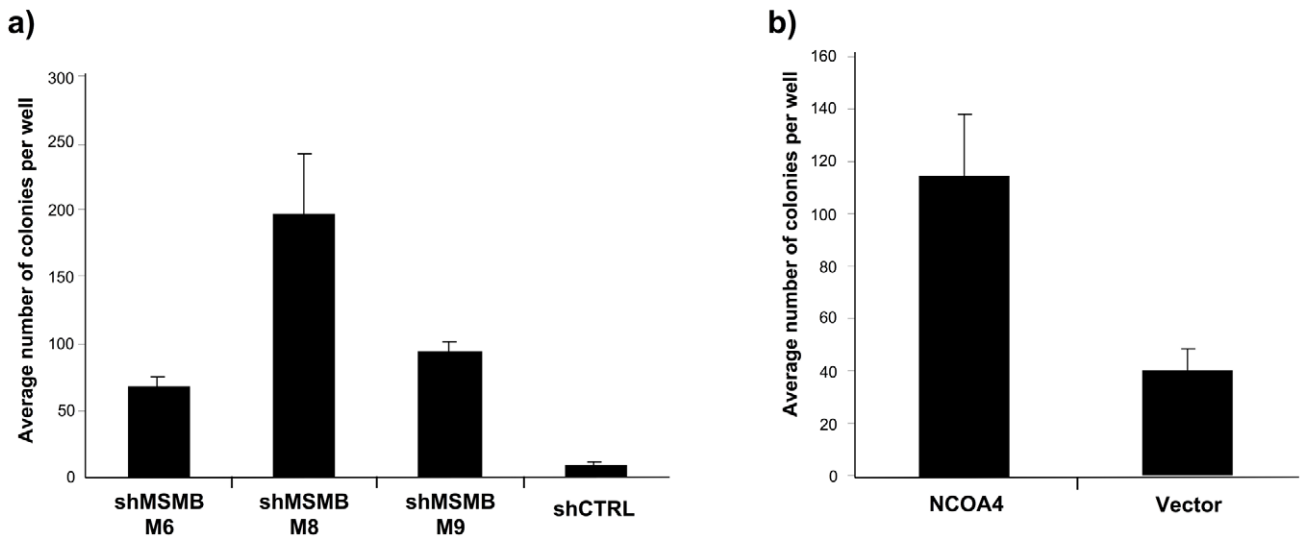 a)
Average number of colonies per well
300
250
200
150
100
50
0
shMSMB
M6
shMSMB
M8
shMSMB
M9
shCTRL
b)
Average number of colonies per well
160
140
120
100
80
60
40
20
0
NCOA4
Vector